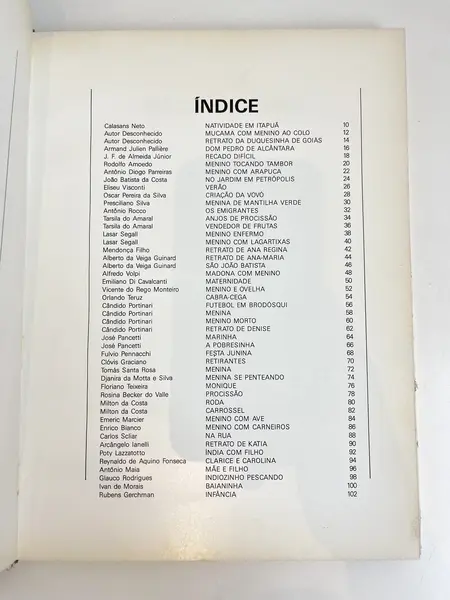 ÍNDICE
Calasans Neto NATIVIDADE EM ITAPUÃ 10
Autor Desconhecido MUCAMA COM MENINO AO COLO 12
Autor Desconhecido RETRATO DA DUQUESINHA DE GOIÁS 14
Armand Julien Pallière DOM PEDRO DE ALCÂNTARA 16
J. F. de Almeida Júnior RECADO DIFÍCIL 18
Rodolfo Amoedo MENINO TOCANDO TAMBOR 20
Antônio Diogo Parreiras MENINO COM ARAPUCA 22
João Batista da Costa NO JARDIM EM PETRÓPOLIS 24
Eliseu Visconti VERÃO 26
Oscar Pereira da Silva CRIAÇÃO DA VOVÓ 28
Presciliano Silva MENINA DE MANTILHA VERDE 30
Antônio Rocco OS EMIGRANTES 32
Tarsila do Amaral ANJOS DE PROCISSÃO 34
Tarsila do Amaral VENDEDOR DE FRUTAS 36
Lasar Segall MENINO ENFERMO 38
Lasar Segall MENINO COM LAGARTIXAS 40
Mendonça Filho RETRATO DE ANA REGINA 42
Alberto da Veiga Guinard RETRATO DE ANA-MARIA 44
Alberto da Veiga Guinard SÃO JOÃO BATISTA 46
Alfredo Volpi MADONA COM MENINO 48
Emiliano Di Cavalcanti MATERNIDADE 50
Vicente do Rego Monteiro MENINO E OVELHA 52
Orlando Teruz CABRA-CEGA 54
Cândido Portinari FUTEBOL EM BRODÓSQUI 56
Cândido Portinari MENINA 58
Cândido Portinari MENINO MORTO 60
Cândido Portinari RETRATO DE DENISE 62
José Pancetti MARINHA 64
José Pancetti A POBRESINHA 66
Fulvio Pennacchi FESTA JUNINA 68
Clóvis Graciano RETIRANTES 70
Tomás Santa Rosa MENINA 72
Djanira da Motta e Silva MENINA SE PENTEANDO 74
Floriano Teixeira MONIQUE 76
Rosina Becker do Valle PROCISSÃO 78
Milton da Costa RODA 80
Milton da Costa CARROSSEL 82
Emeric Marcier MENINO COM AVE 84
Enrico Bianco MENINO COM CARNEIROS 86
Carlos Scliar NA RUA 88
Arcângelo Ianelli RETRATO DE KATIA 90
Poty Lazzatotto ÍNDIA COM FILHO 92
Reynaldo de Aquino Fonseca CLARICE E CAROLINA 94
Antônio Maia MÃE E FILHO 96
Glauco Rodrigues INDIOZINHO PESCANDO 98
Ivan de Morais BAIANINHA 100
Rubens Gerchman INFÂNCIA 102